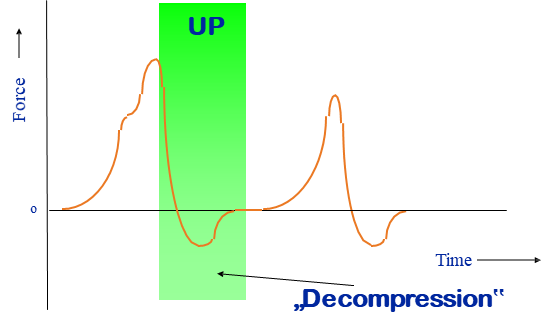 UP
Force
o
Time
„Decompression‟